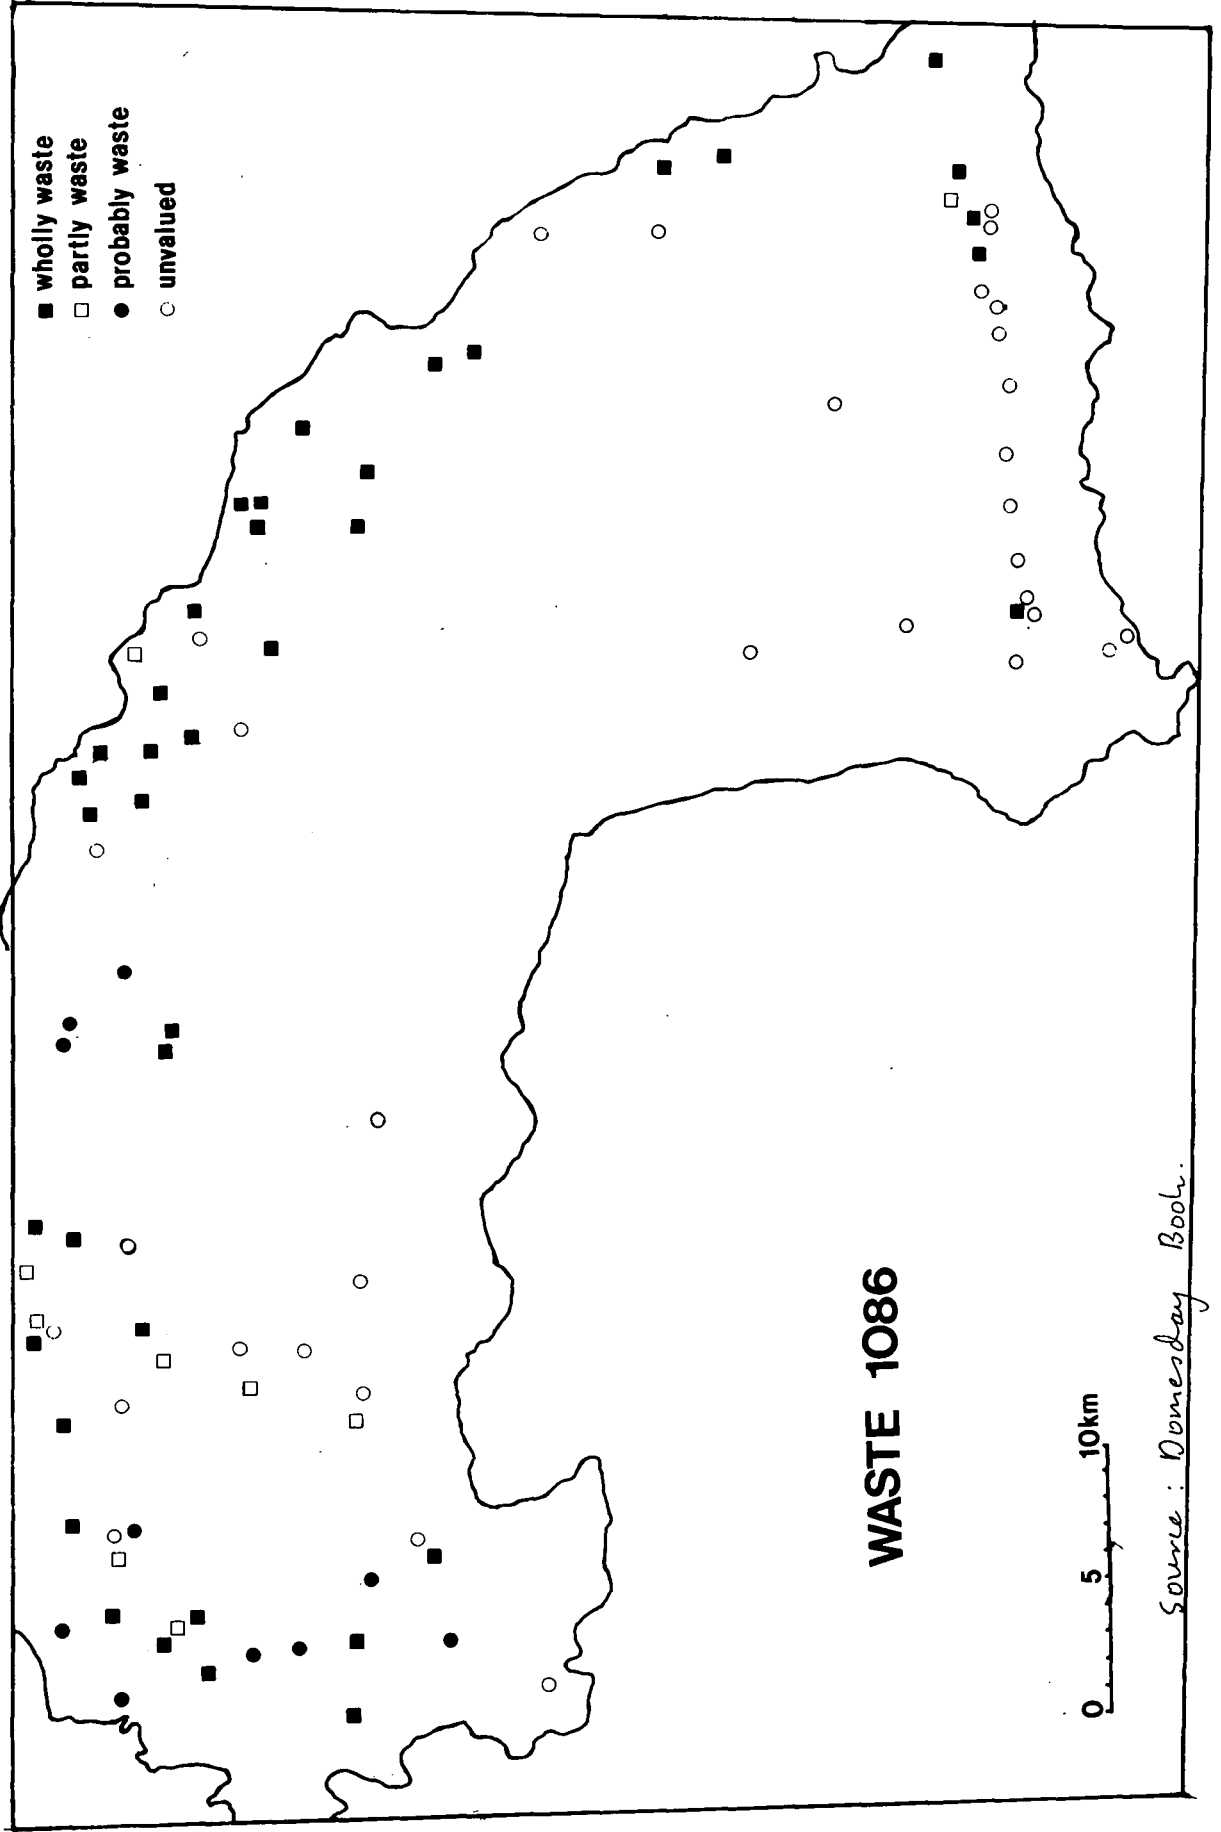 wholly waste
partly waste
probably waste
unvalued
WASTE 1086
0 5 10km
Source : Domesday Book.